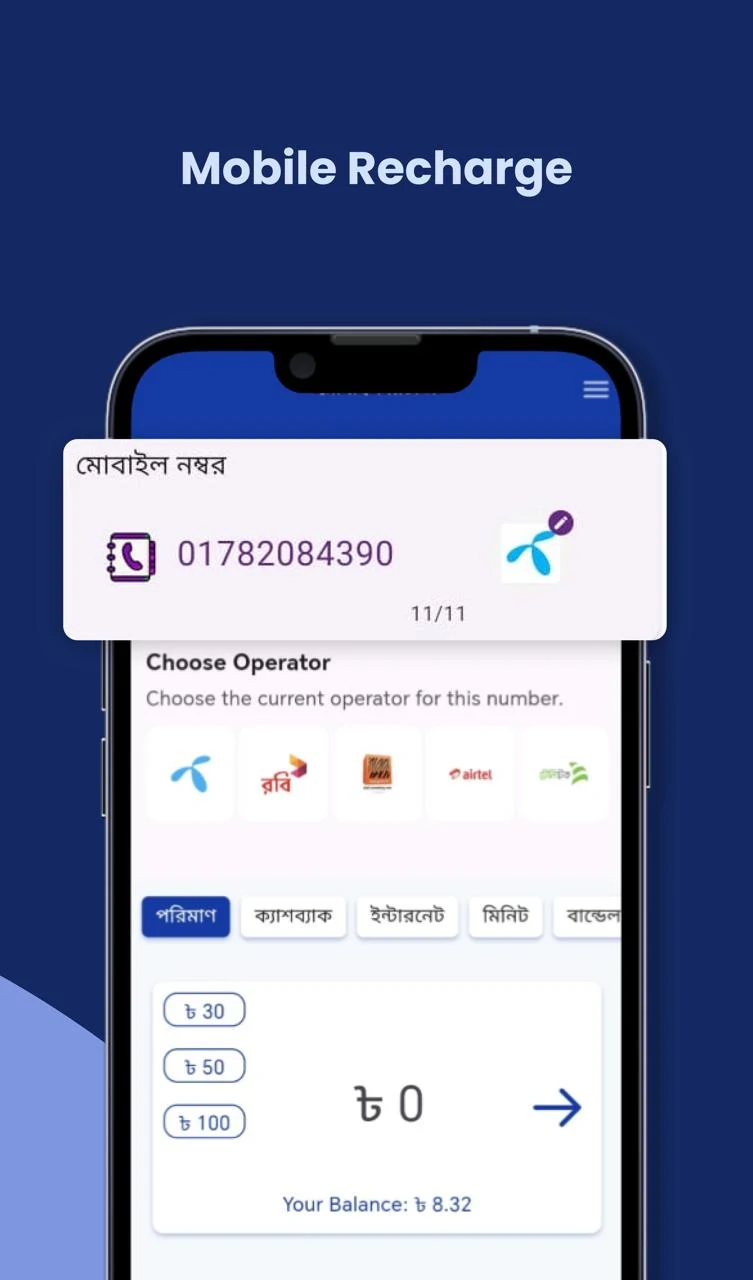 Mobile Recharge
মোবাইল নম্বর
01782084390
11/11
Choose Operator
Choose the current operator for this number.
রবি
airtel
পরিমাণ
ক্যাশব্যাক
ইন্টারনেট
মিনিট
বান্ডেল
৳ 30
৳ 50
৳ 100
৳ 0
Your Balance: ৳ 8.32